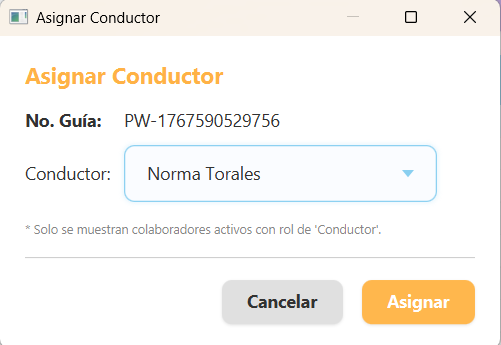 Asignar Conductor
Asignar Conductor
No. Guía: PW-1767590529756
Conductor: Norma Torales
* Solo se muestran colaboradores activos con rol de 'Conductor'.
Cancelar Asignar